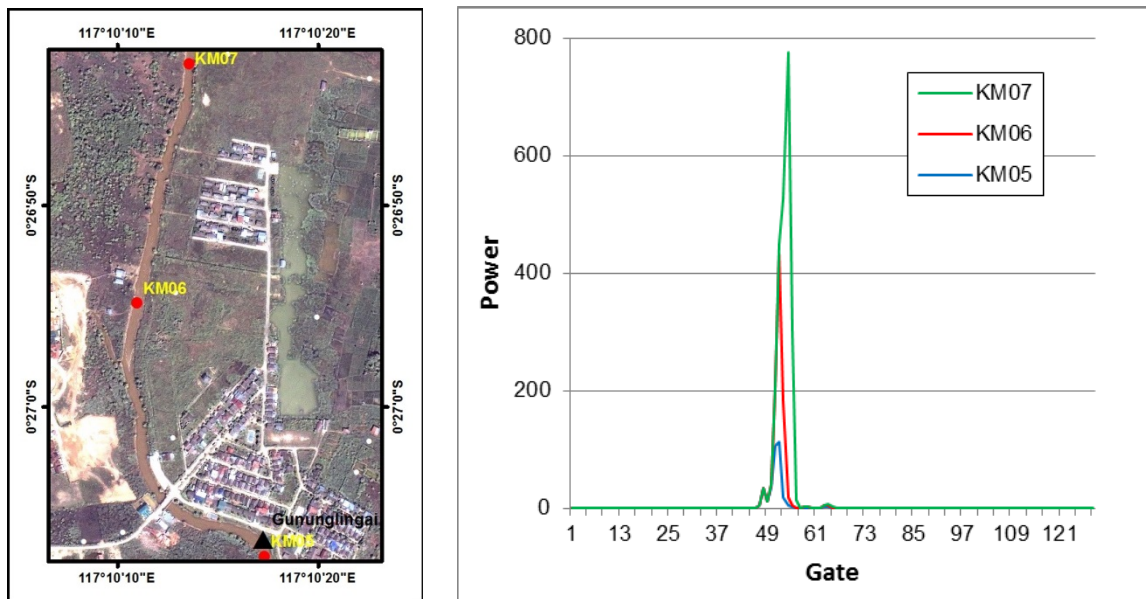 117°10'10"E 117°10'20"E
KM07
0°26'50"S 0°26'50"S
KM06
0°27'0"S 0°27'0"S
Gununglingai
KM05
117°10'10"E 117°10'20"E
800
600
400
200
0
Power
KM07
KM06
KM05
1 13 25 37 49 61 73 85 97 109 121
Gate